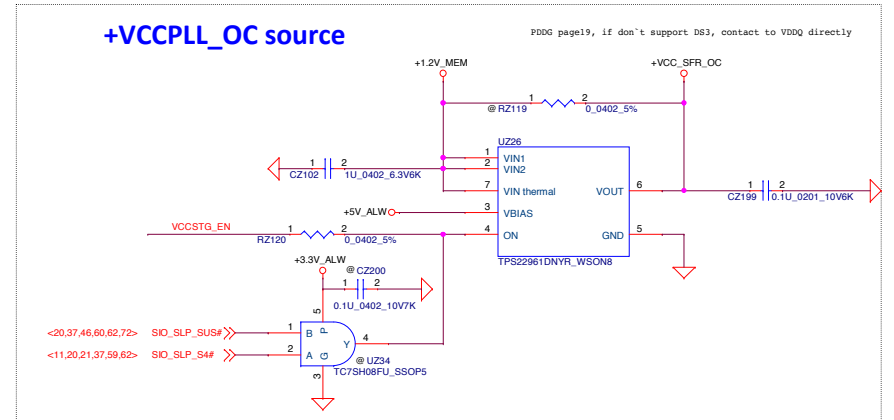 +VCCPLL_OC source
PDDG page19, if don`t support DS3, contact to VDDQ directly
+1.2V_MEM
+VCC_SFR_OC
1 2
@ RZ119 0_0402_5%
UZ26
1 VIN1
2 VIN2
1 2
CZ102 1U_0402_6.3V6K
7 VIN thermal
VOUT 6
1 2
CZ199 0.1U_0201_10V6K
+5V_ALW
3 VBIAS
VCCSTG_EN
1 2
RZ120 0_0402_5%
4 ON
GND 5
TPS22961DNYR_WSON8
+3.3V_ALW
@ CZ200
1 2
0.1U_0402_10V7K
5
<20,37,46,60,62,72> SIO_SLP_SUS#
1 B P
Y 4
<11,20,21,37,59,62> SIO_SLP_S4#
2 A G
@ UZ34
TC7SH08FU_SSOP5
3